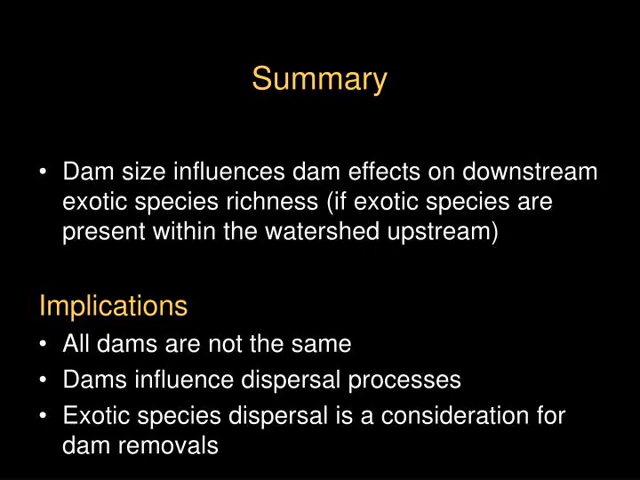 Summary
• Dam size influences dam effects on downstream
exotic species richness (if exotic species are
present within the watershed upstream)
Implications
• All dams are not the same
• Dams influence dispersal processes
• Exotic species dispersal is a consideration for
dam removals